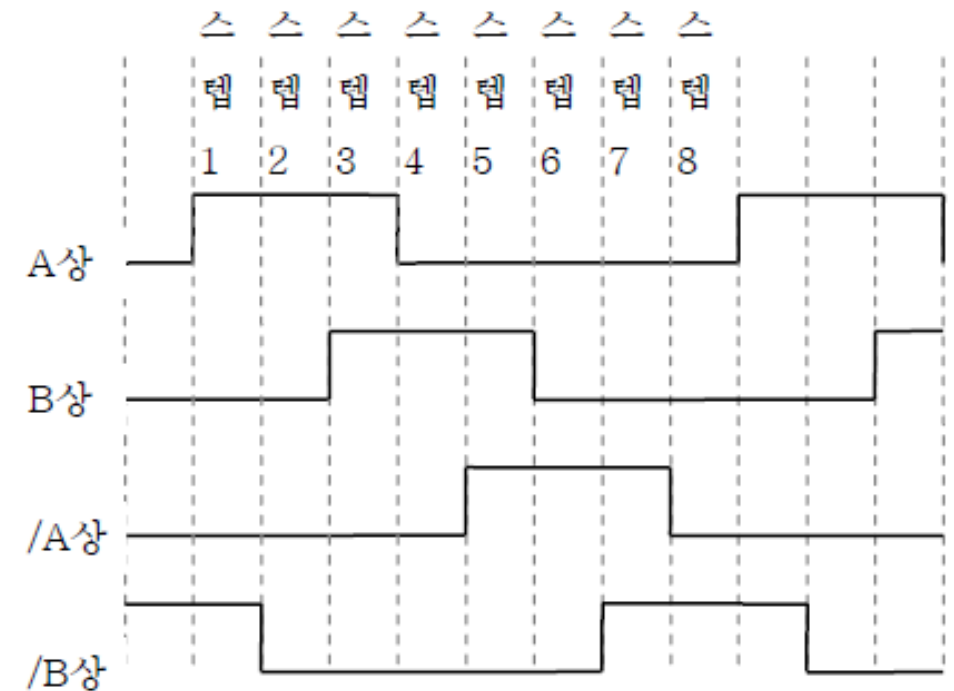 스 스 스 스 스 스 스 스
텝 텝 텝 텝 텝 텝 텝 텝
1 2 3 4 5 6 7 8
A상
B상
/A상
/B상